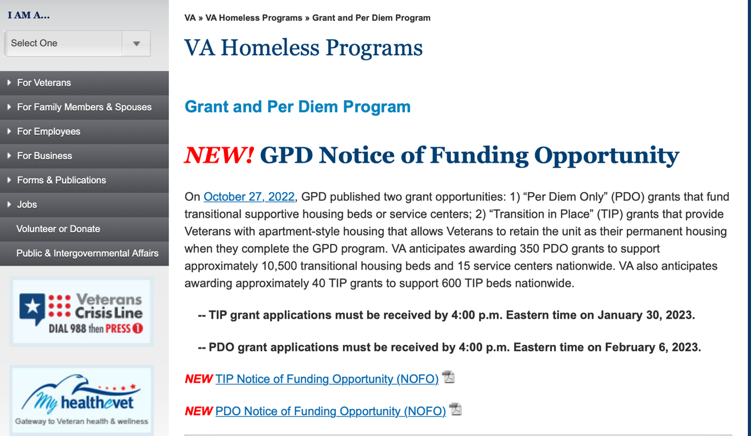 I AM A...
Select One
For Veterans
For Family Members & Spouses
For Employees
For Business
Forms & Publications
Jobs
Volunteer or Donate
Public & Intergovernmental Affairs
Veterans
Crisis Line
DIAL 988 then PRESS 1
My healthevet
Gateway to Veteran health & wellness
VA » VA Homeless Programs » Grant and Per Diem Program
VA Homeless Programs
Grant and Per Diem Program
NEW! GPD Notice of Funding Opportunity
On October 27, 2022, GPD published two grant opportunities: 1) “Per Diem Only” (PDO) grants that fund
transitional supportive housing beds or service centers; 2) “Transition in Place” (TIP) grants that provide
Veterans with apartment-style housing that allows Veterans to retain the unit as their permanent housing
when they complete the GPD program. VA anticipates awarding 350 PDO grants to support
approximately 10,500 transitional housing beds and 15 service centers nationwide. VA also anticipates
awarding approximately 40 TIP grants to support 600 TIP beds nationwide.
-- TIP grant applications must be received by 4:00 p.m. Eastern time on January 30, 2023.
-- PDO grant applications must be received by 4:00 p.m. Eastern time on February 6, 2023.
NEW TIP Notice of Funding Opportunity (NOFO)
NEW PDO Notice of Funding Opportunity (NOFO)